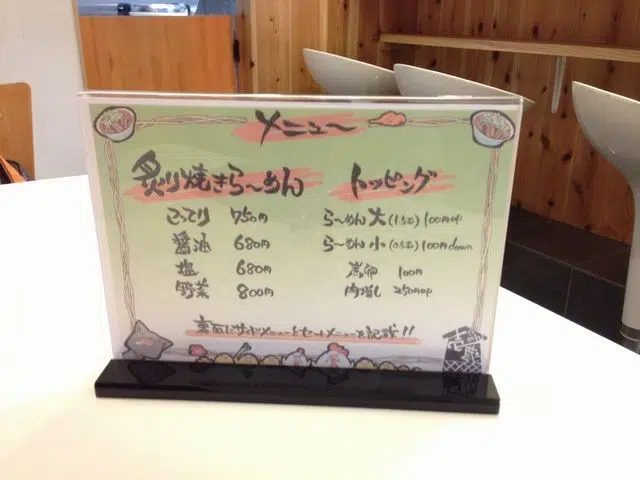 メニュー
炙り焼きら〜めん
こってり 750円
醤油 680円
塩 680円
野菜 800円
トッピング
ら〜めん 大(1.5玉) 100円up
ら〜めん 小(0.5玉) 100円down
100円
肉増し 250円up
裏面にサイドメニューとセットメニューを記載!!